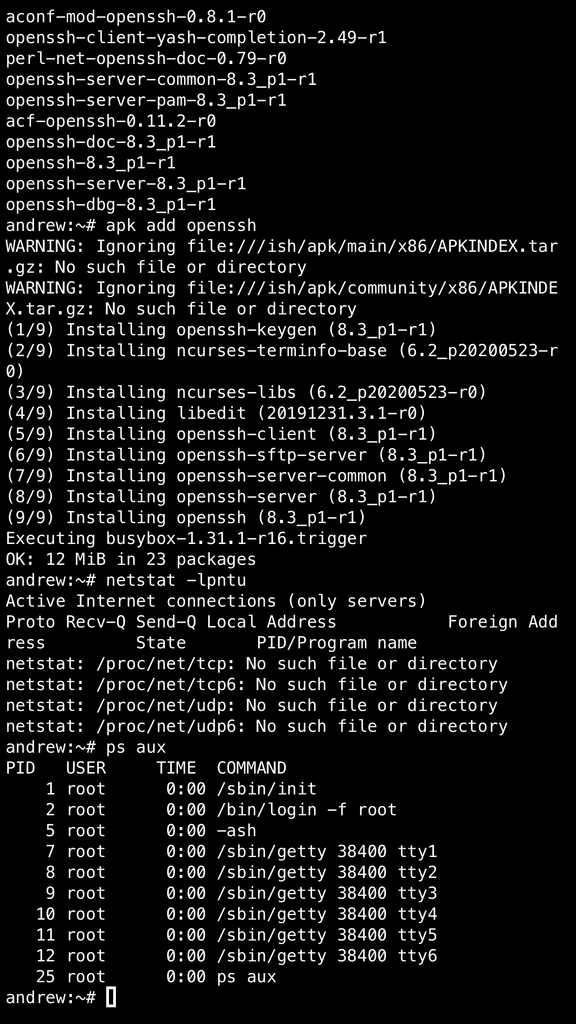 aconf-mod-openssh-0.8.1-r0
openssh-client-yash-completion-2.49-r1
perl-net-openssh-doc-0.79-r0
openssh-server-common-8.3_p1-r1
openssh-server-pam-8.3_p1-r1
acf-openssh-0.11.2-r0
openssh-doc-8.3_p1-r1
openssh-8.3_p1-r1
openssh-server-8.3_p1-r1
openssh-dbg-8.3_p1-r1
andrew:~# apk add openssh
WARNING: Ignoring file:///ish/apk/main/x86/APKINDEX.tar
.gz: No such file or directory
WARNING: Ignoring file:///ish/apk/community/x86/APKINDE
X.tar.gz: No such file or directory
(1/9) Installing openssh-keygen (8.3_p1-r1)
(2/9) Installing ncurses-terminfo-base (6.2_p20200523-r
0)
(3/9) Installing ncurses-libs (6.2_p20200523-r0)
(4/9) Installing libedit (20191231.3.1-r0)
(5/9) Installing openssh-client (8.3_p1-r1)
(6/9) Installing openssh-sftp-server (8.3_p1-r1)
(7/9) Installing openssh-server-common (8.3_p1-r1)
(8/9) Installing openssh-server (8.3_p1-r1)
(9/9) Installing openssh (8.3_p1-r1)
Executing busybox-1.31.1-r16.trigger
OK: 12 MiB in 23 packages
andrew:~# netstat -lpntu
Active Internet connections (only servers)
Proto Recv-Q Send-Q Local Address           Foreign Add
ress         State       PID/Program name
netstat: /proc/net/tcp: No such file or directory
netstat: /proc/net/tcp6: No such file or directory
netstat: /proc/net/udp: No such file or directory
netstat: /proc/net/udp6: No such file or directory
andrew:~# ps aux
PID   USER     TIME  COMMAND
    1 root      0:00 /sbin/init
    2 root      0:00 /bin/login -f root
    5 root      0:00 -ash
    7 root      0:00 /sbin/getty 38400 tty1
    8 root      0:00 /sbin/getty 38400 tty2
    9 root      0:00 /sbin/getty 38400 tty3
   10 root      0:00 /sbin/getty 38400 tty4
   11 root      0:00 /sbin/getty 38400 tty5
   12 root      0:00 /sbin/getty 38400 tty6
   25 root      0:00 ps aux
andrew:~#